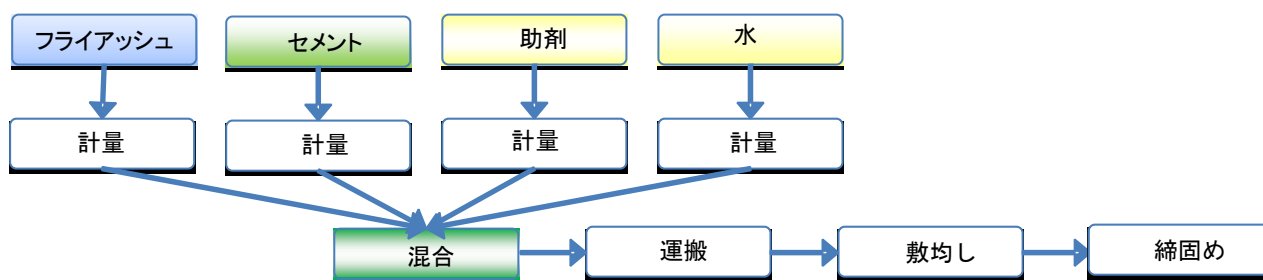 フライアッシュ
セメント
助剤
水
計量
計量
計量
計量
混合
運搬
敷均し
締固め